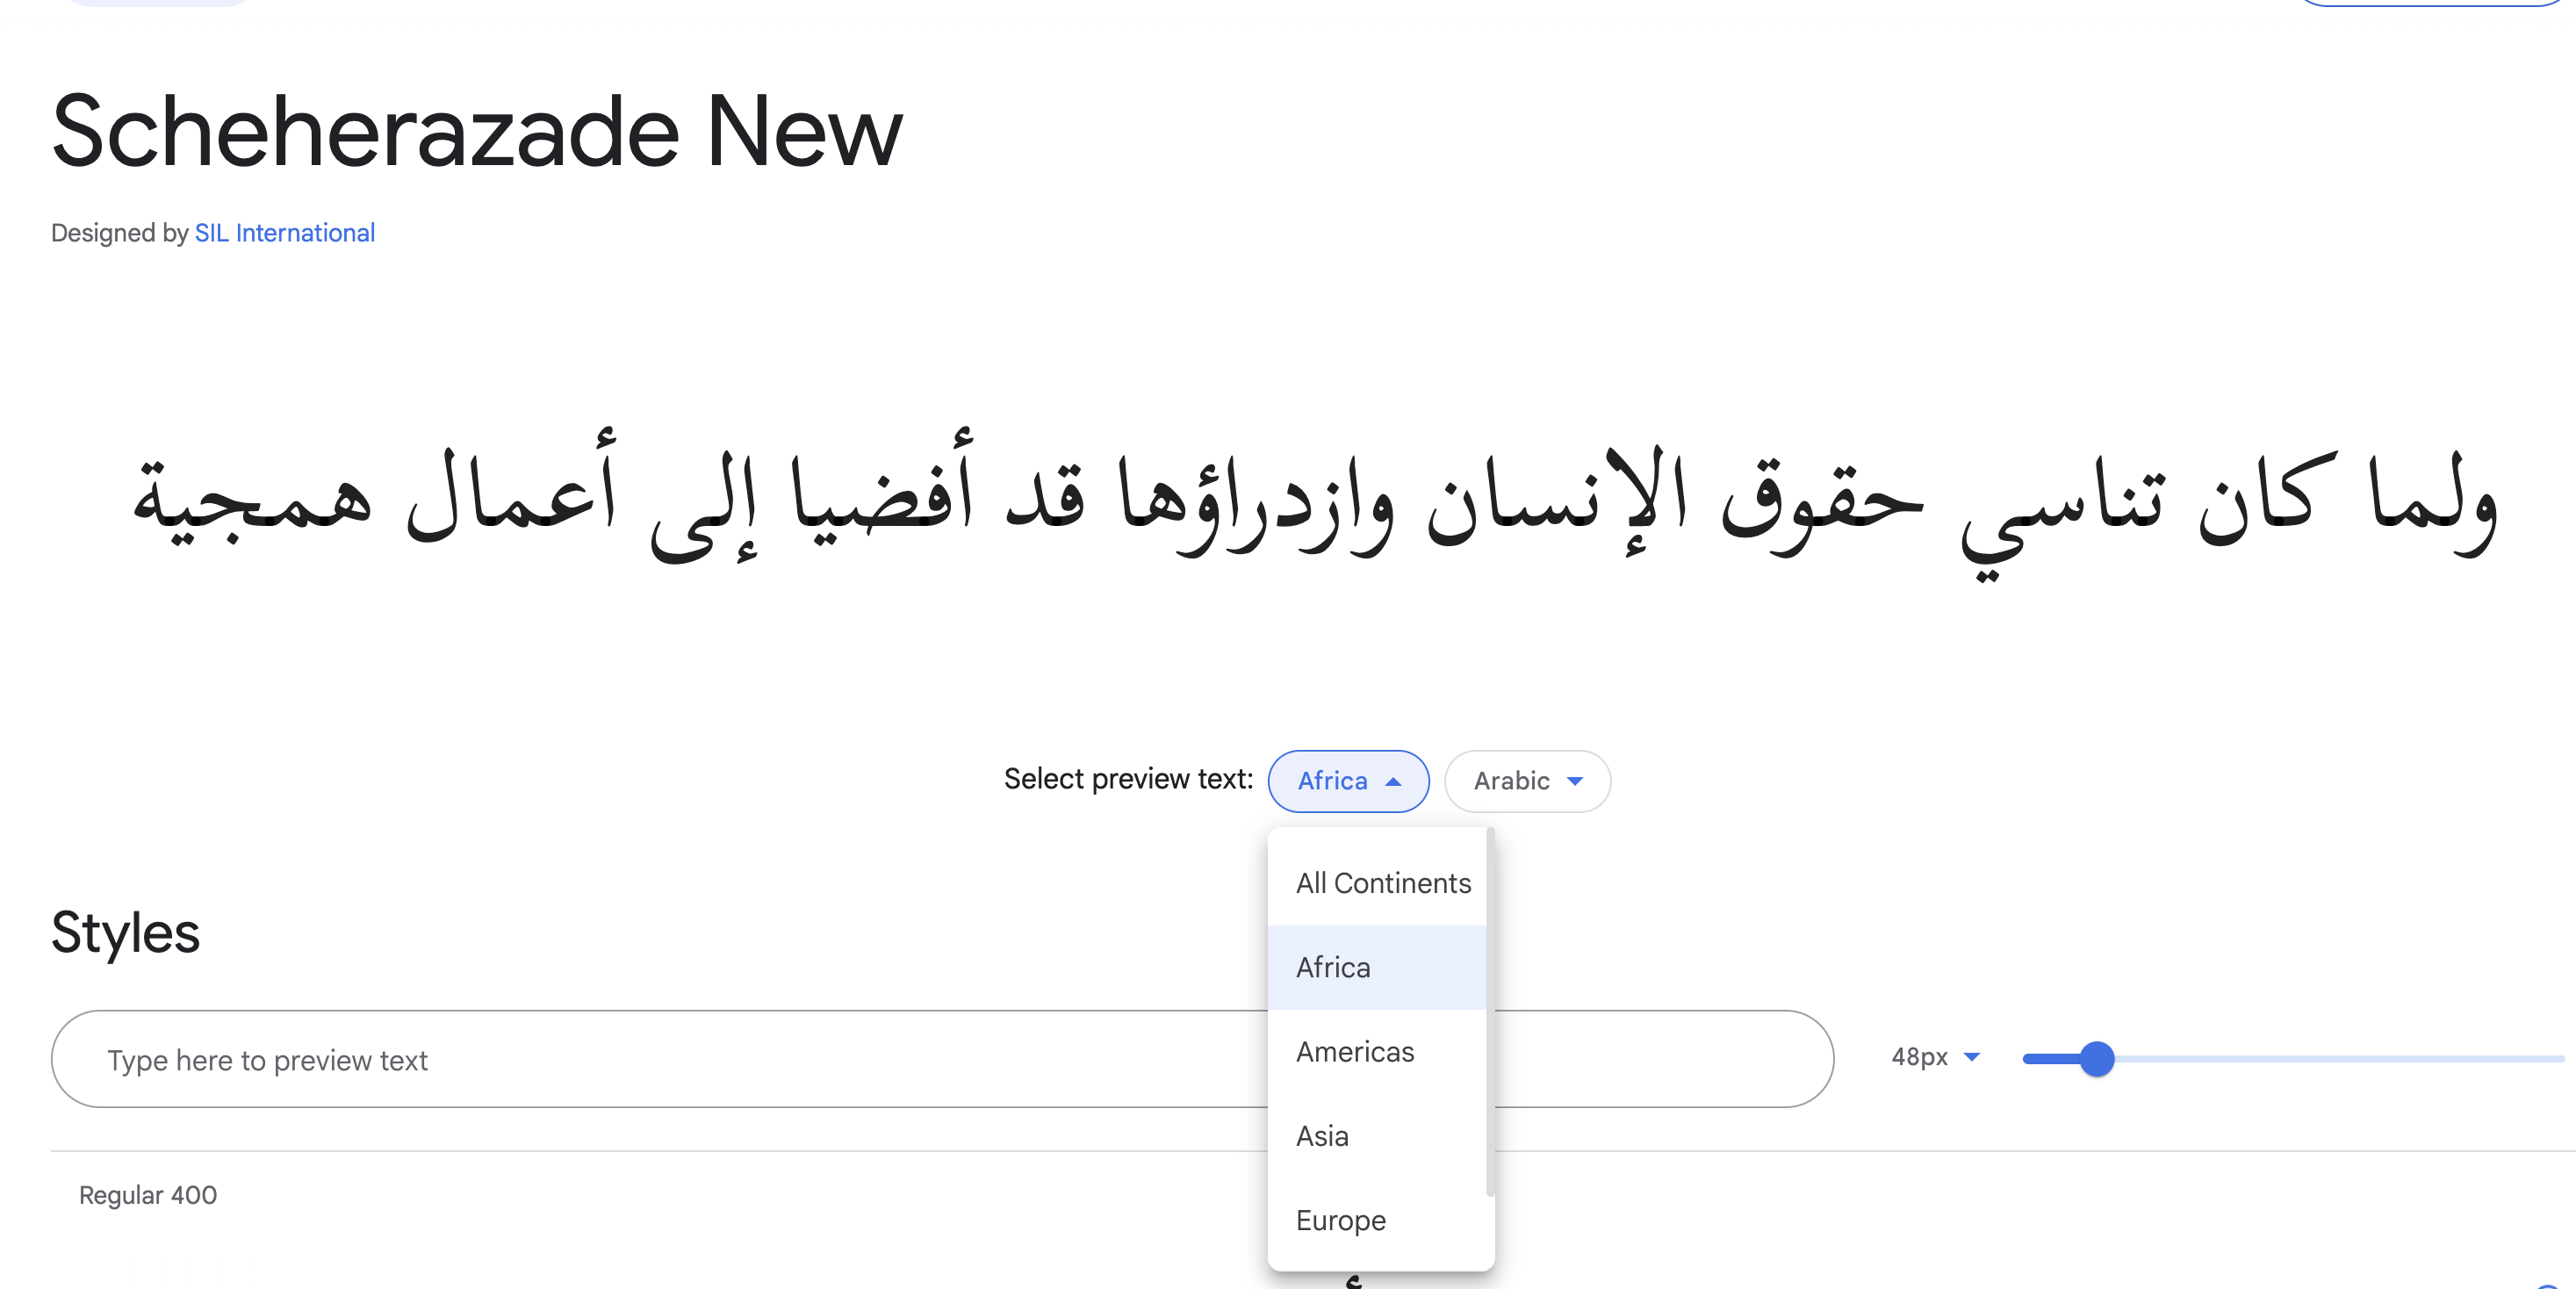 Scheherazade New
Designed by SIL International
ولما كان تناسي حقوق الإنسان وازدراؤها قد أفضيا إلى أعمال همجية
Select preview text: Africa Arabic
All Continents
Africa
Americas
Asia
Europe
Styles
Type here to preview text
48px
Regular 400